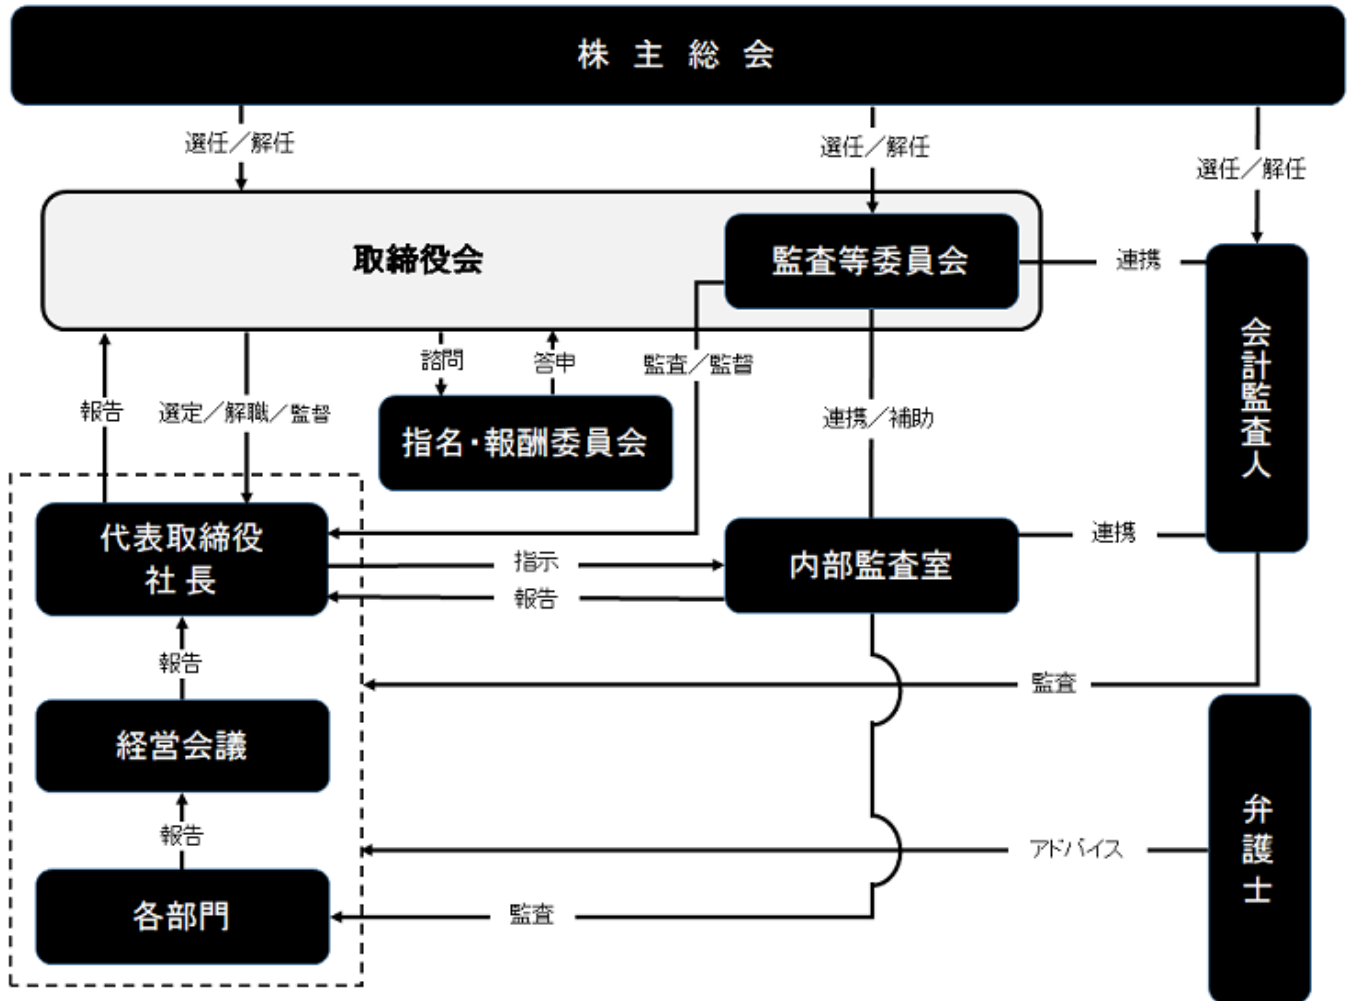 株主総会
選任／解任
選任／解任
選任／解任
取締役会
監査等委員会
連携
会計監査人
諮問
答申
監査／監督
報告
選定／解職／監督
連携／補助
指名・報酬委員会
代表取締役
社長
指示
報告
内部監査室
連携
報告
監査
経営会議
報告
アドバイス
弁護士
各部門
監査